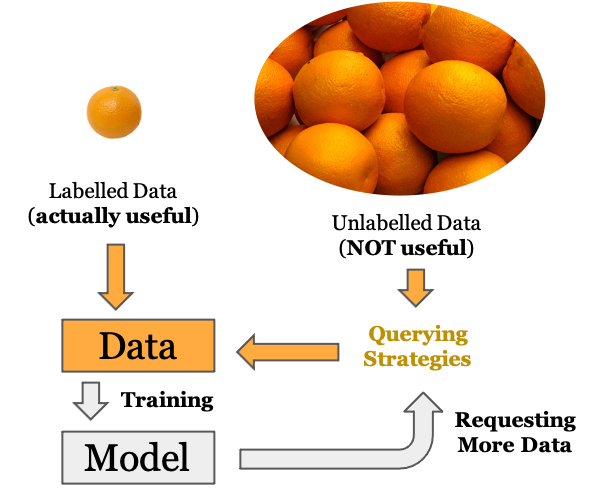 Labelled Data
(actually useful)
Unlabelled Data
(NOT useful)
Data
Querying
Strategies
Training
Model
Requesting
More Data